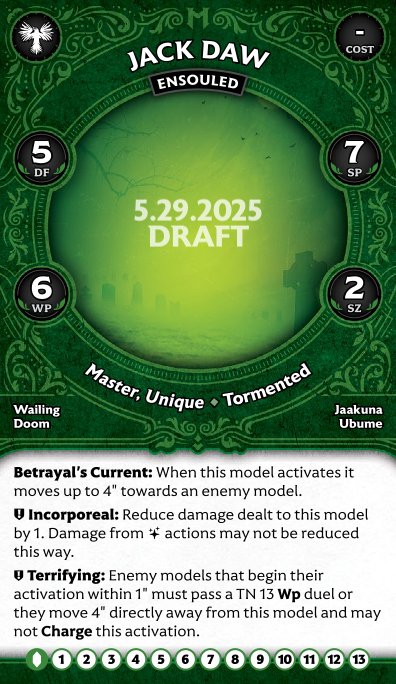 -
COST
JACK DAW
ENSOULED
5
DF
7
SP
5.29.2025
DRAFT
6
WP
2
SZ
Master, Unique ◆ Tormented
Wailing
Doom
Jaakuna
Ubume
Betrayal's Current: When this model activates it
moves up to 4" towards an enemy model.
Incorporeal: Reduce damage dealt to this model
by 1. Damage from actions may not be reduced
this way.
Terrifying: Enemy models that begin their
activation within 1" must pass a TN 13 Wp duel or
they move 4" directly away from this model and may
not Charge this activation.
1 2 3 4 5 6 7 8 9 10 11 12 13